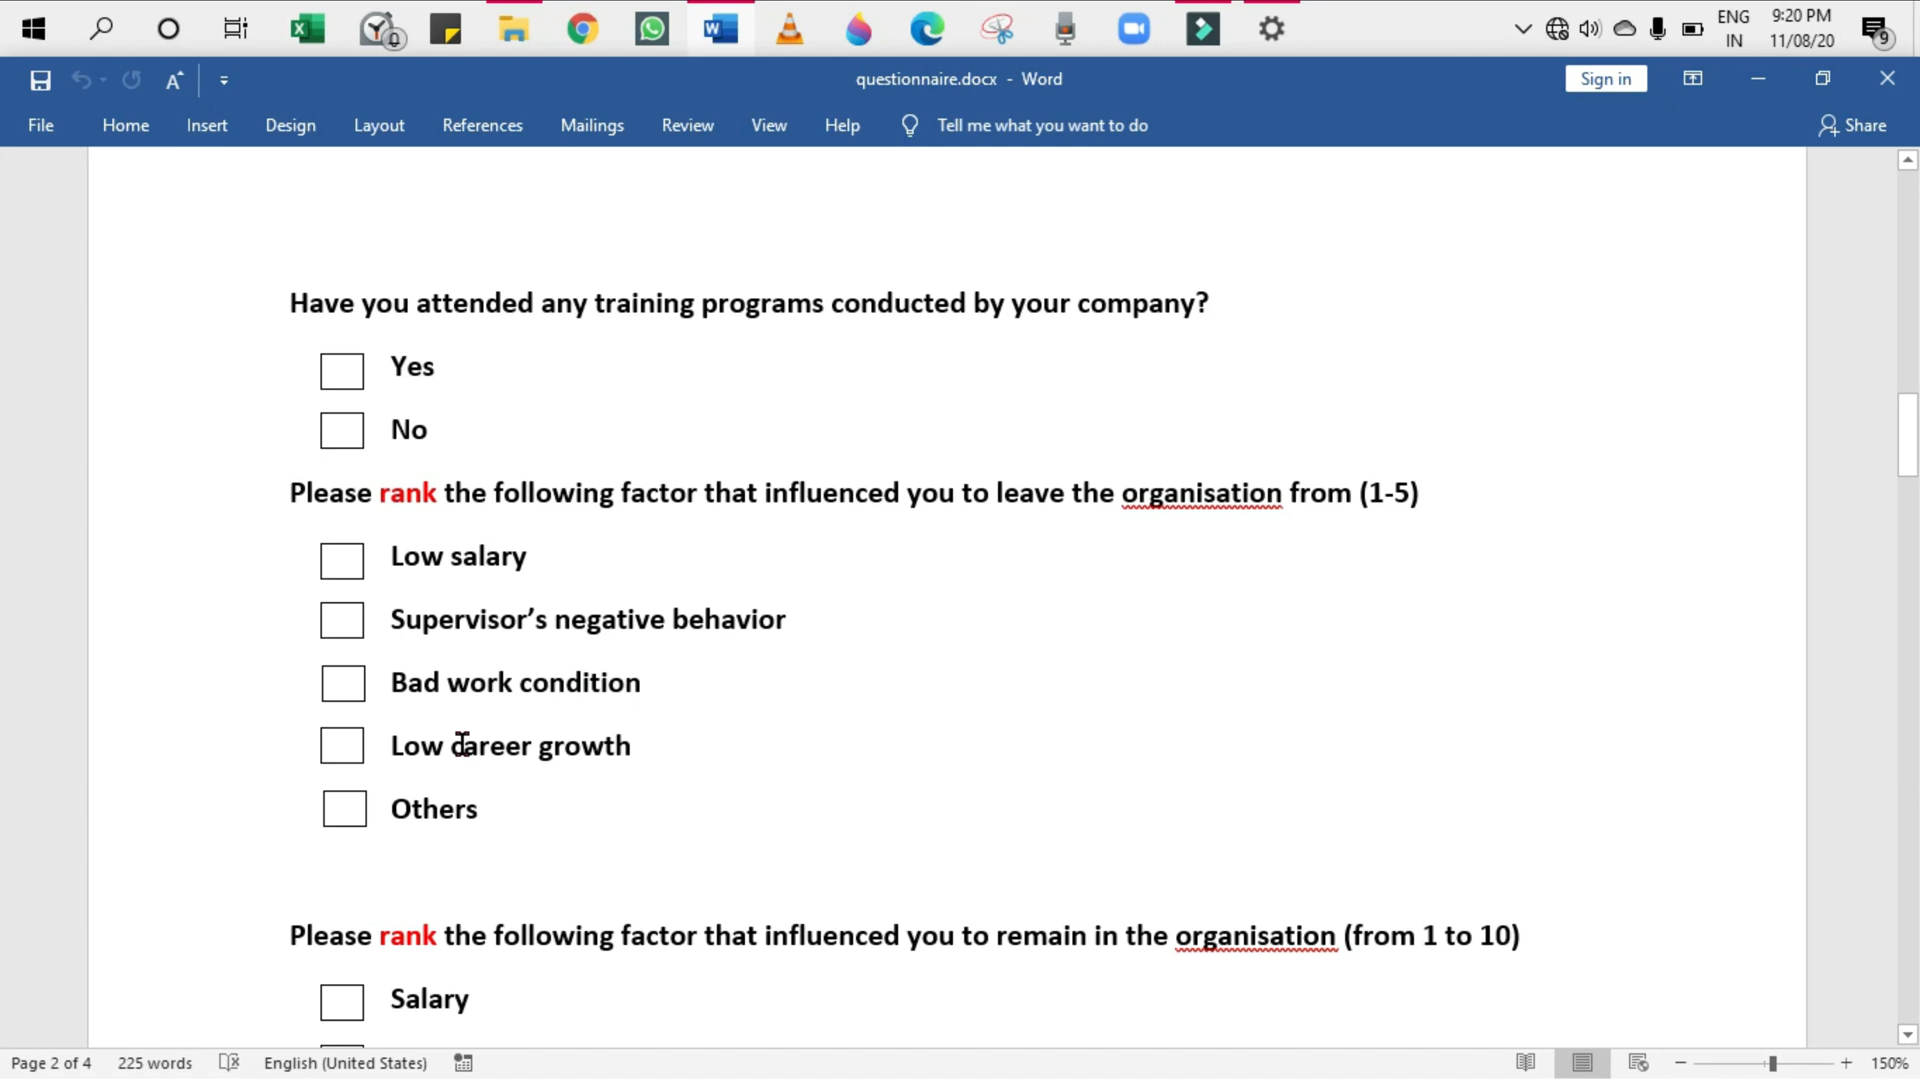 ENG
IN
9:20 PM
11/08/20
9
questionnaire.docx - Word
Sign in
File Home Insert Design Layout References Mailings Review View Help Tell me what you want to do Share
Have you attended any training programs conducted by your company?
Yes
No
Please rank the following factor that influenced you to leave the organisation from (1-5)
Low salary
Supervisor’s negative behavior
Bad work condition
Low career growth
Others
Please rank the following factor that influenced you to remain in the organisation (from 1 to 10)
Salary
Page 2 of 4 225 words English (United States) 150%